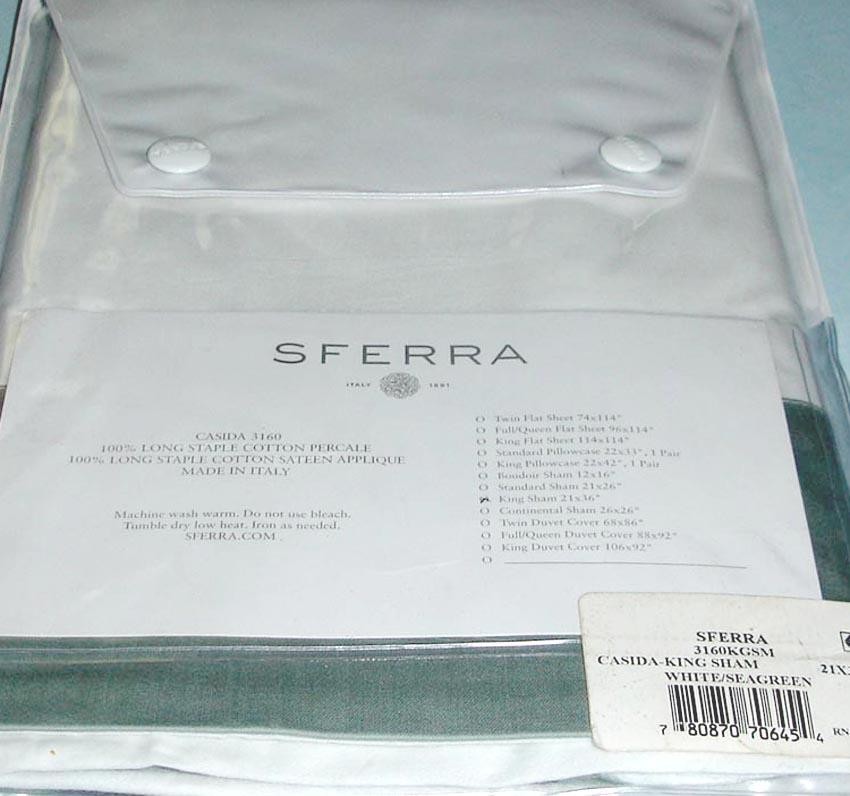 SFERRA
ITALY 1891
CASIDA 3160
100% LONG STAPLE COTTON PERCALE
100% LONG STAPLE COTTON SATEEN APPLIQUE
MADE IN ITALY
Machine wash warm. Do not use bleach.
Tumble dry low heat. Iron as needed.
SFERRA.COM
O Twin Flat Sheet 74x114"
O Full/Queen Flat Sheet 96x114"
O King Flat Sheet 114x114"
O Standard Pillowcase 22x33", 1 Pair
O King Pillowcase 22x42", 1 Pair
O Boudoir Sham 12x16"
O Standard Sham 21x26"
King Sham 21x36"
O Continental Sham 26x26"
O Twin Duvet Cover 68x86"
O Full/Queen Duvet Cover 88x92"
O King Duvet Cover 106x92"
O
SFERRA
3160KGSM
CASIDA-KING SHAM 21X
WHITE/SEAGREEN
7 80870 70645 4 RN